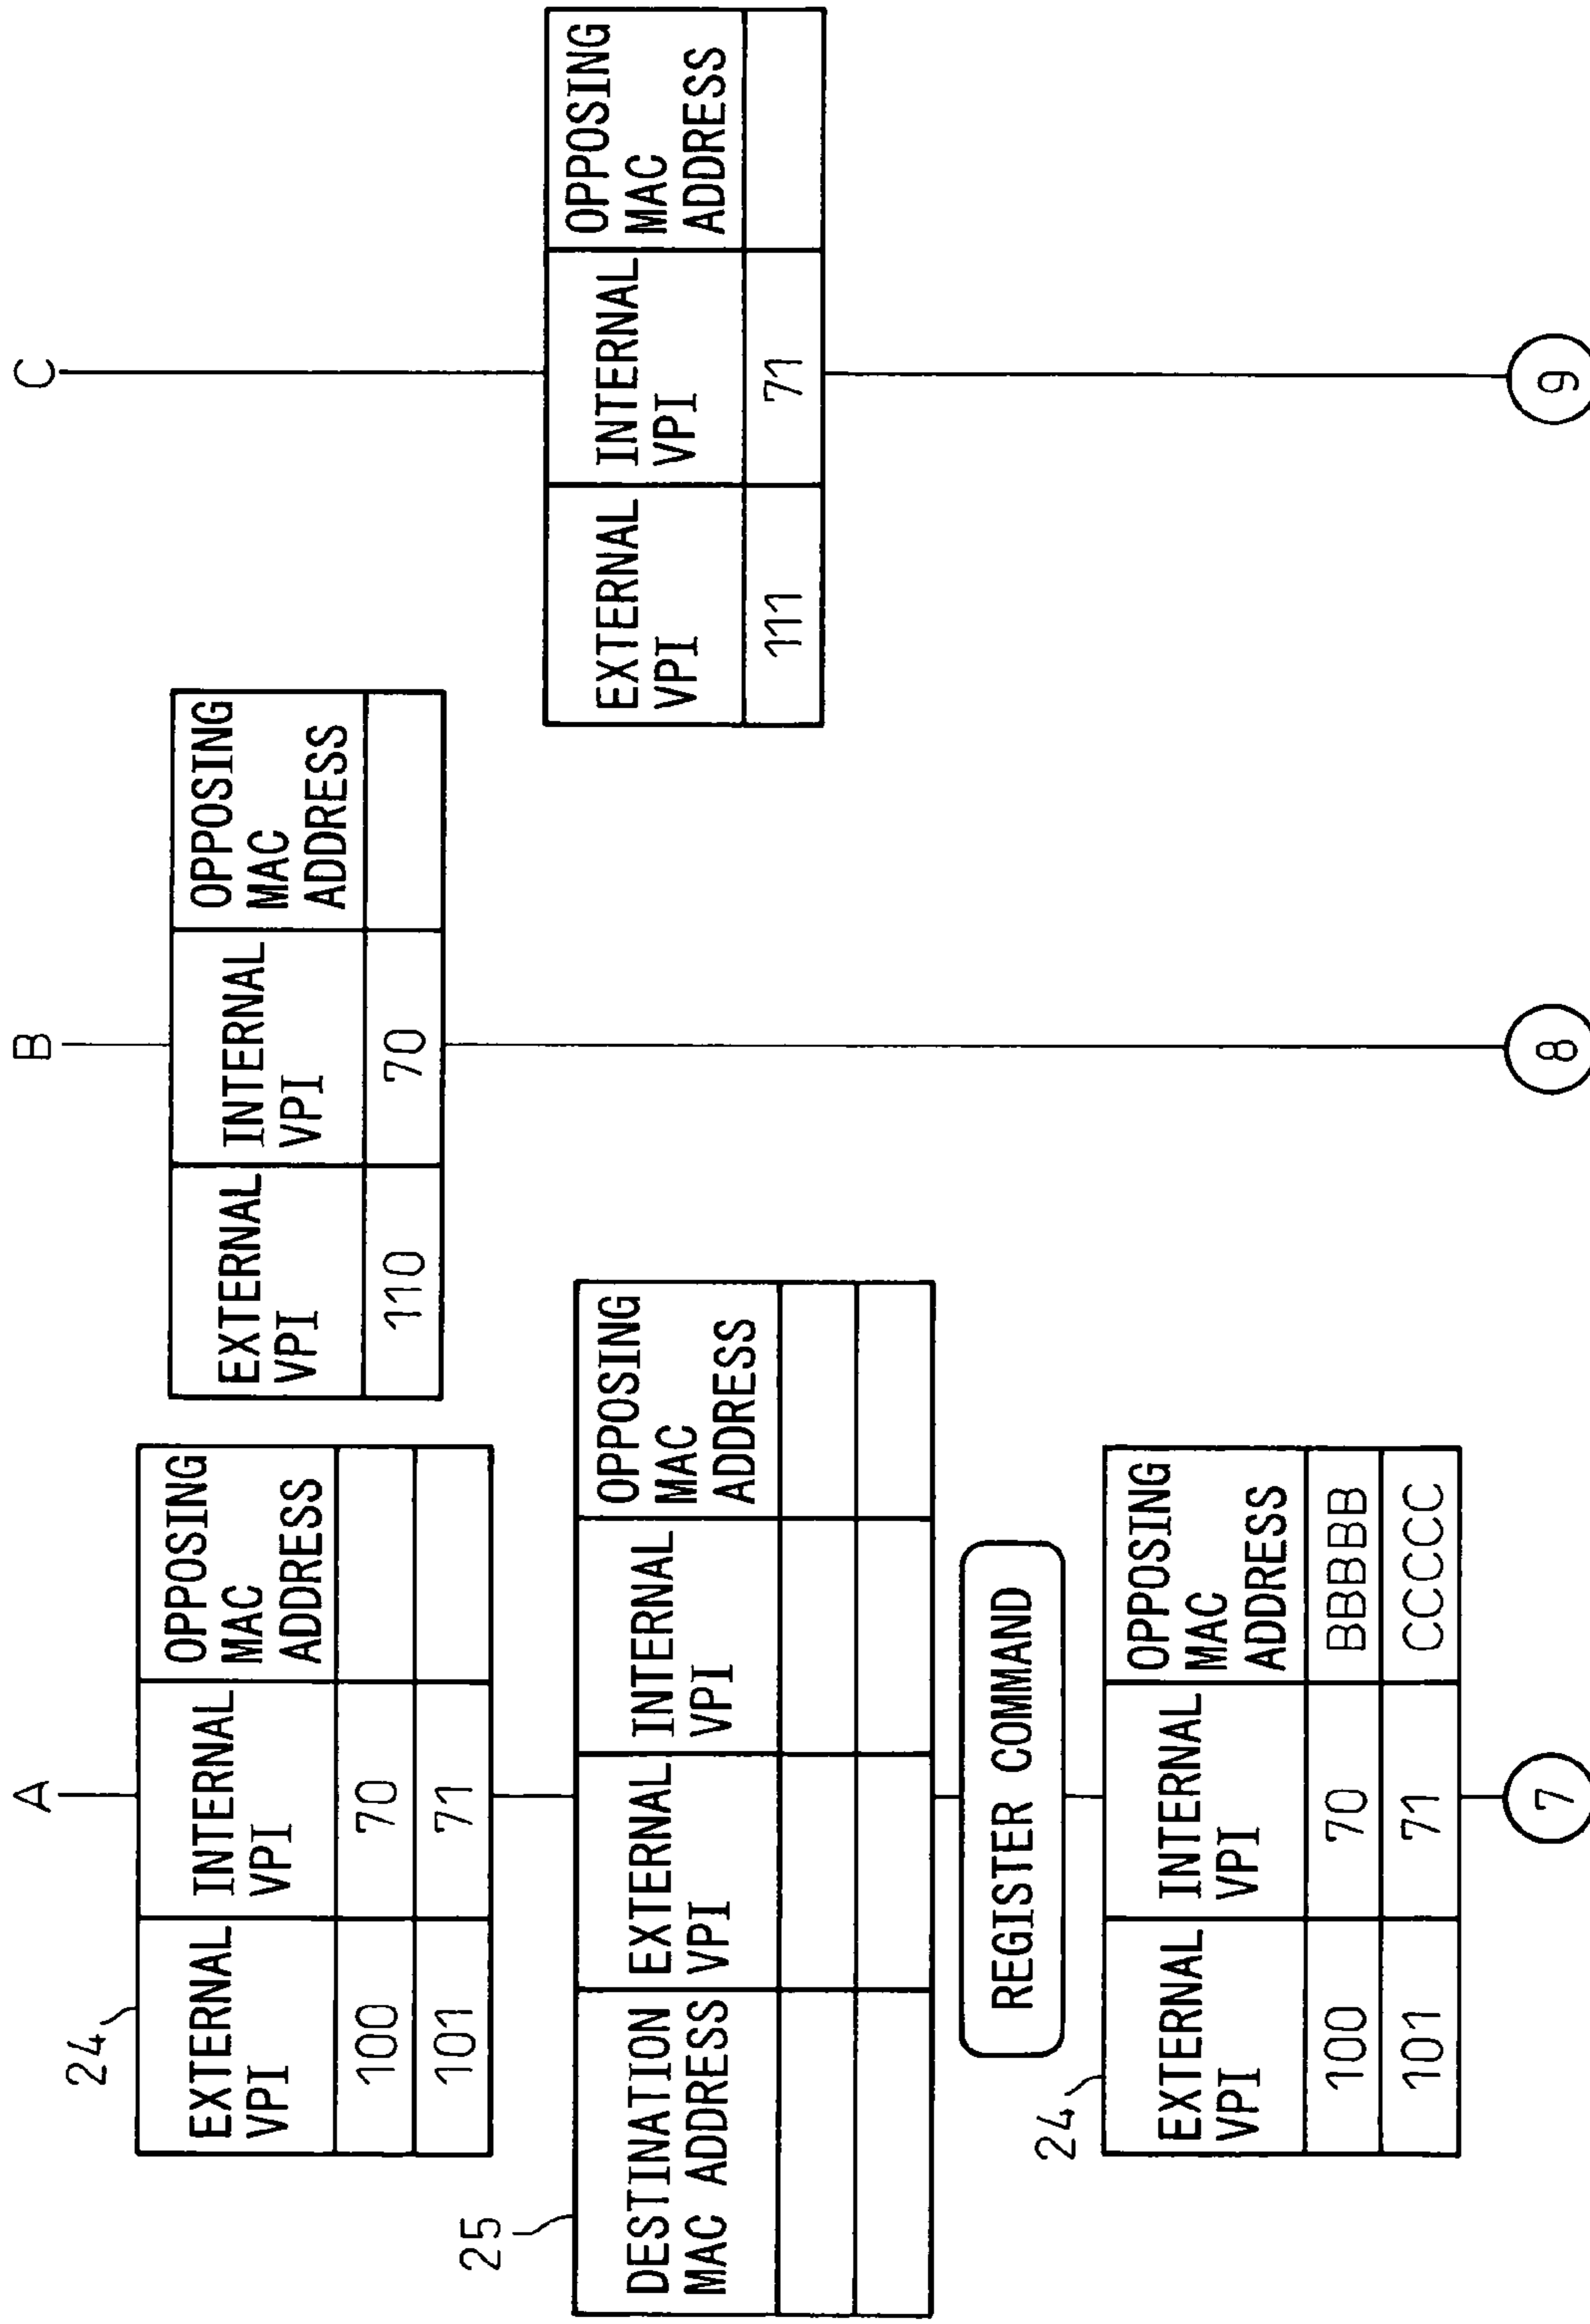 A
24
EXTERNAL VPI | INTERNAL VPI | OPPOSING MAC ADDRESS
100 | 70 |
101 | 71 |
25
DESTINATION MAC ADDRESS | EXTERNAL VPI | INTERNAL VPI | OPPOSING MAC ADDRESS
REGISTER COMMAND
24
EXTERNAL VPI | INTERNAL VPI | OPPOSING MAC ADDRESS
100 | 70 | BBBBBB
101 | 71 | CCCCCC
7
B
EXTERNAL VPI | INTERNAL VPI | OPPOSING MAC ADDRESS
110 | 70 |
8
C
EXTERNAL VPI | INTERNAL VPI | OPPOSING MAC ADDRESS
111 | 71 |
9